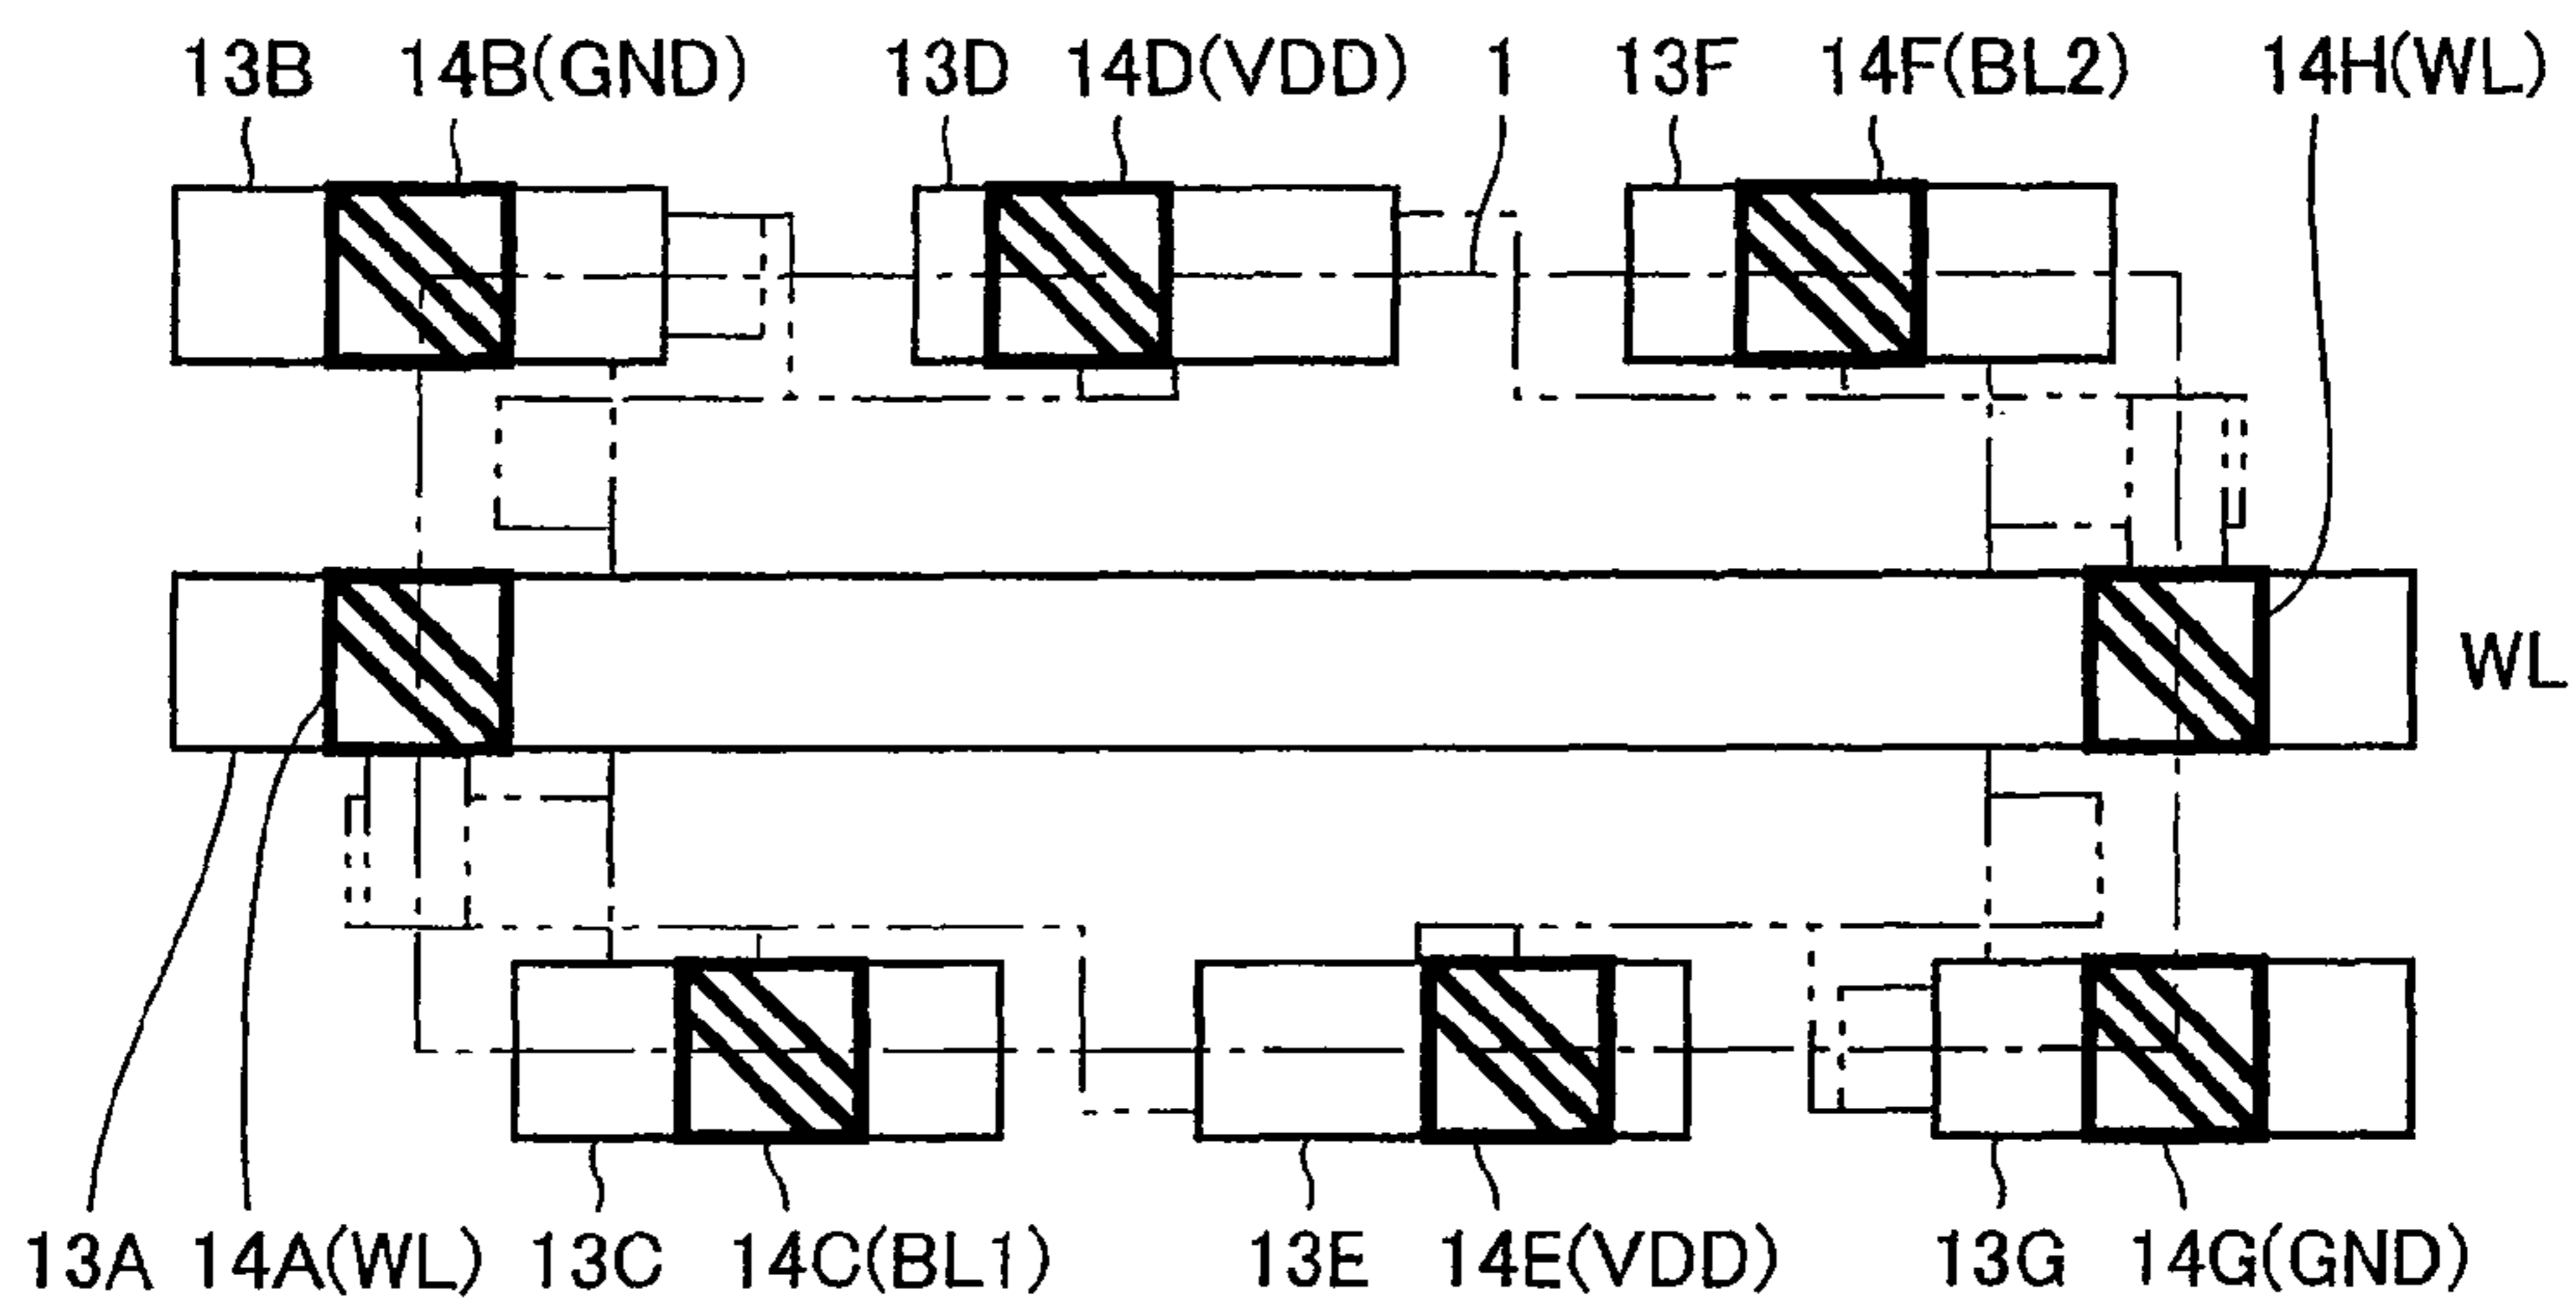 13B 14B(GND) 13D 14D(VDD) 1 13F 14F(BL2) 14H(WL)
WL
13A 14A(WL) 13C 14C(BL1) 13E 14E(VDD) 13G 14G(GND)